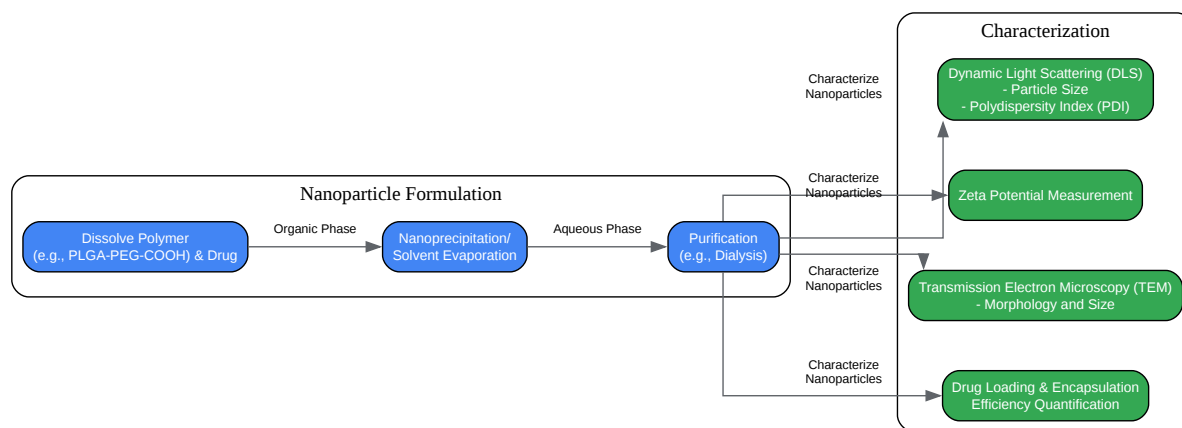 Nanoparticle Formulation
Dissolve Polymer
(e.g., PLGA-PEG-COOH) & Drug
Organic Phase
Nanoprecipitation/
Solvent Evaporation
Aqueous Phase
Purification
(e.g., Dialysis)
Characterize
Nanoparticles
Characterize
Nanoparticles
Characterize
Nanoparticles
Characterize
Nanoparticles
Characterization
Dynamic Light Scattering (DLS)
- Particle Size
- Polydispersity Index (PDI)
Zeta Potential Measurement
Transmission Electron Microscopy (TEM)
- Morphology and Size
Drug Loading & Encapsulation
Efficiency Quantification